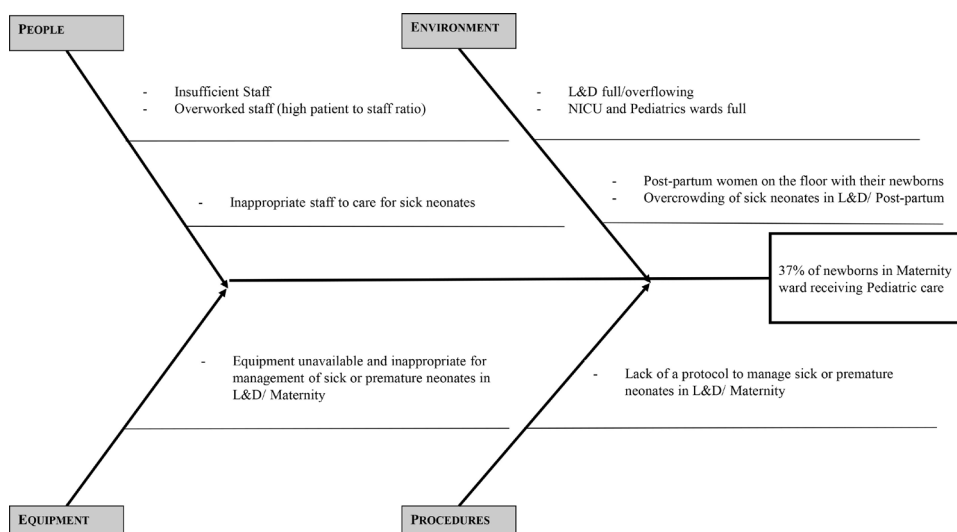 PEOPLE
ENVIRONMENT
- Insufficient Staff
- Overworked staff (high patient to staff ratio)
- L&D full/overflowing
- NICU and Pediatrics wards full
- Inappropriate staff to care for sick neonates
- Post-partum women on the floor with their newborns
- Overcrowding of sick neonates in L&D/ Post-partum
37% of newborns in Maternity
ward receiving Pediatric care
- Equipment unavailable and inappropriate for
management of sick or premature neonates in
L&D/ Maternity
- Lack of a protocol to manage sick or premature
neonates in L&D/ Maternity
EQUIPMENT
PROCEDURES